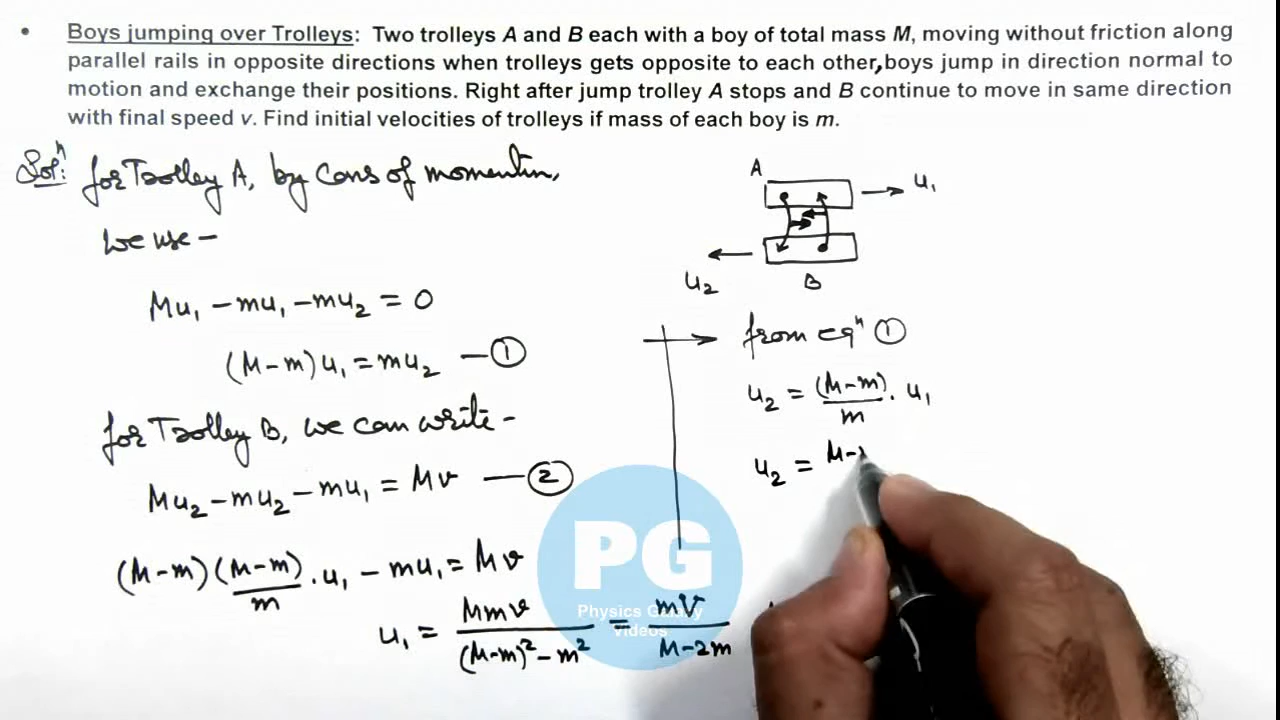 • Boys jumping over Trolleys: Two trolleys A and B each with a boy of total mass M, moving without friction along
parallel rails in opposite directions when trolleys gets opposite to each other, boys jump in direction normal to
motion and exchange their positions. Right after jump trolley A stops and B continue to move in same direction
with final speed v. Find initial velocities of trolleys if mass of each boy is m.
Solⁿ: for Trolley A, by Cons of momentum,
we use –
Mu₁ – mu₁ – mu₂ = 0
(M–m)u₁ = mu₂ —①
for Trolley B, we can write –
Mu₂ – mu₂ – mu₁ = Mv —②
(M–m) (M–m)/m . u₁ – mu₁ = Mv
u₁ = Mmv/((M–m)² – m²) = mv/(M–2m)
A
u₁
u₂
B
from eqⁿ ①
u₂ = (M–m)/m . u₁
u₂ = M–
PG
Physics Galaxy
Videos